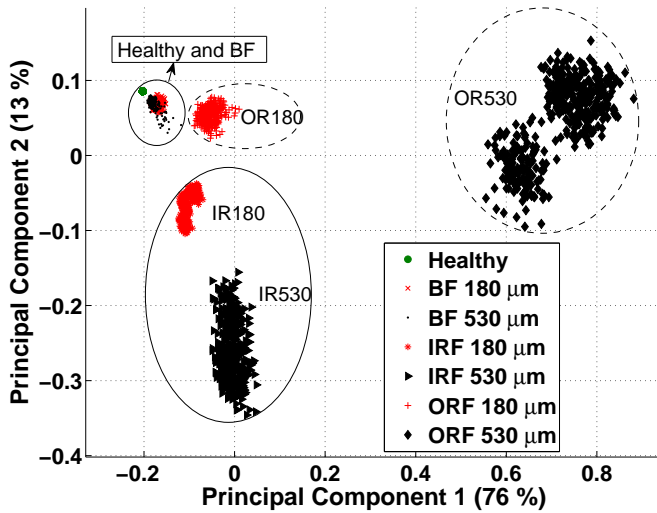 Healthy and BF
OR180
OR530
IR180
IR530
0.1
0
−0.1
−0.2
−0.3
−0.4
Principal Component 2 (13 %)
Healthy
BF 180 μm
BF 530 μm
IRF 180 μm
IRF 530 μm
ORF 180 μm
ORF 530 μm
−0.2 0 0.2 0.4 0.6 0.8
Principal Component 1 (76 %)